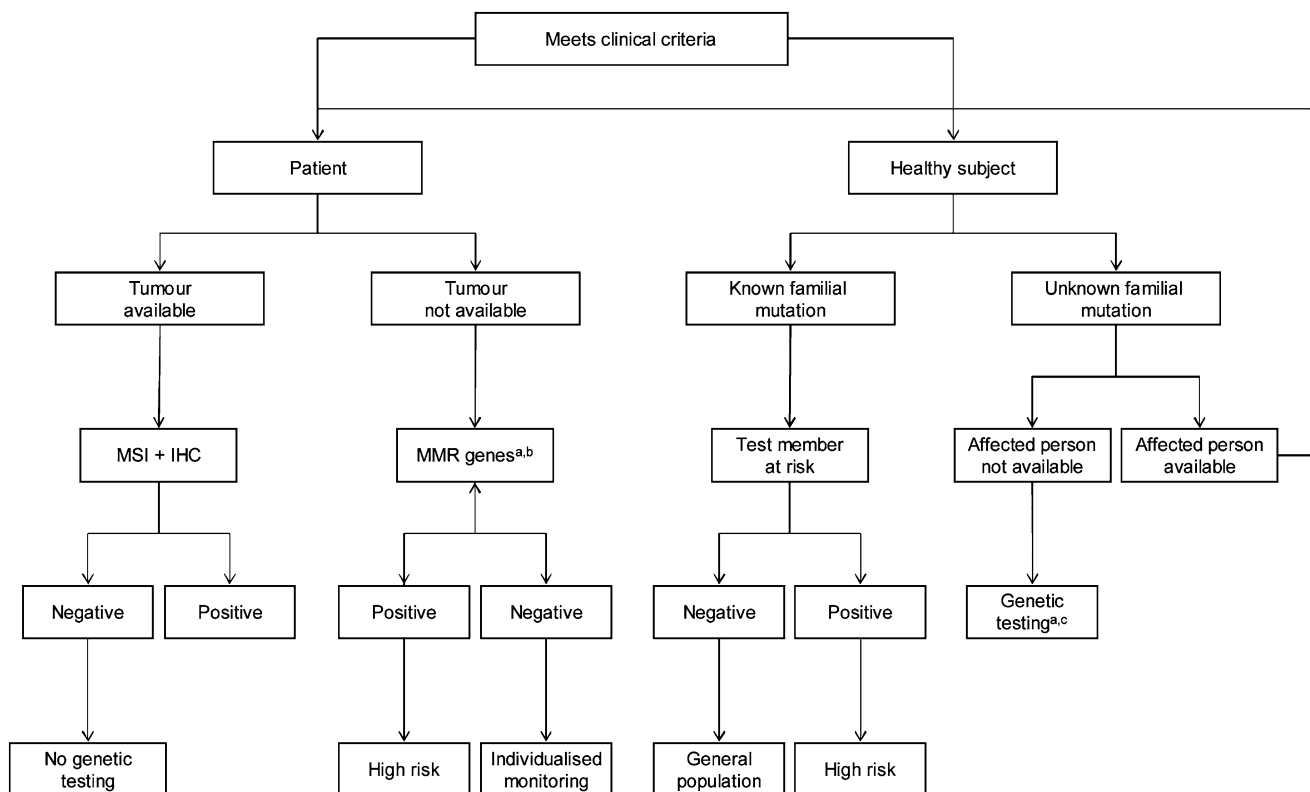 Meets clinical criteria
Patient
Healthy subject
Tumour
available
Tumour
not available
Known familial
mutation
Unknown familial
mutation
MSI + IHC
MMR genesa,b
Test member
at risk
Affected person
not available
Affected person
available
Negative
Positive
Positive
Negative
Negative
Positive
Genetic
testinga,c
No genetic
testing
High risk
Individualised
monitoring
General
population
High risk